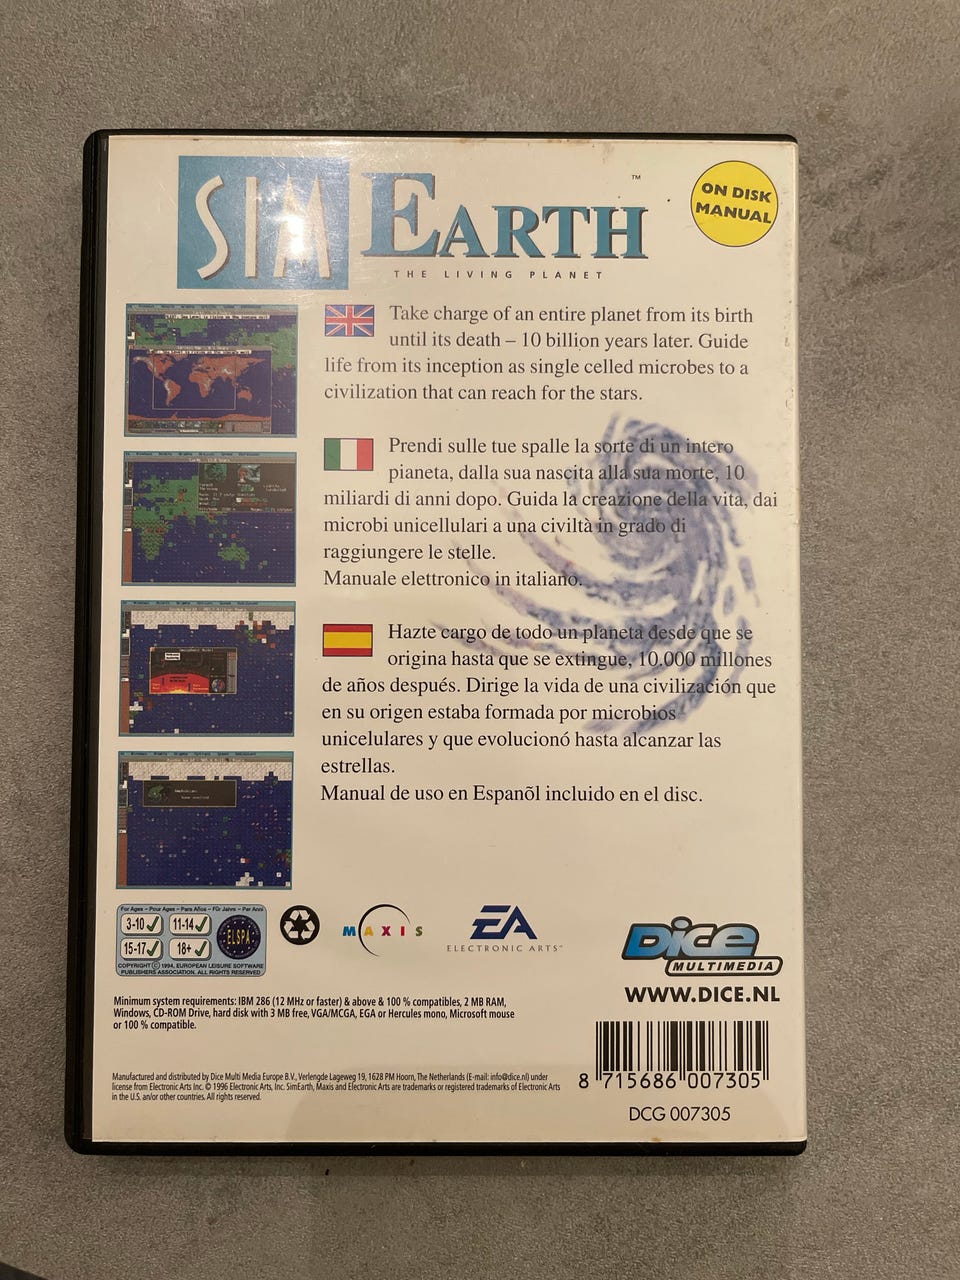 SIM EARTH™
THE LIVING PLANET
ON DISK
MANUAL
Take charge of an entire planet from its birth
until its death – 10 billion years later. Guide
life from its inception as single celled microbes to a
civilization that can reach for the stars.
Prendi sulle tue spalle la sorte di un intero
pianeta, dalla sua nascita alla sua morte, 10
miliardi di anni dopo. Guida la creazione della vita, dai
microbi unicellulari a una civiltà in grado di
raggiungere le stelle.
Manuale elettronico in italiano.
Hazte cargo de todo un planeta desde que se
origina hasta que se extingue, 10.000 millones
de años después. Dirige la vida de una civilización que
en su origen estaba formada por microbios
unicelulares y que evolucionó hasta alcanzar las
estrellas.
Manual de uso en Espanõl incluido en el disc.
For Ages – Pour Ages – Para Años – Für Jahre – Per Anni
3-10 11-14
15-17 18+
ELSPA
COPYRIGHT © 1994, EUROPEAN LEISURE SOFTWARE
PUBLISHERS ASSOCIATION. ALL RIGHTS RESERVED
MAXIS
EA
ELECTRONIC ARTS™
Dice
MULTIMEDIA
WWW.DICE.NL
Minimum system requirements: IBM 286 (12 MHz or faster) & above & 100 % compatibles, 2 MB RAM,
Windows, CD-ROM Drive, hard disk with 3 MB free, VGA/MCGA, EGA or Hercules mono, Microsoft mouse
or 100 % compatible.
Manufactured and distributed by Dice Multi Media Europe B.V., Verlengde Lageweg 19, 1628 PM Hoorn, The Netherlands (E-mail: info@dice.nl) under
license from Electronic Arts Inc. © 1996 Electronic Arts, Inc. SimEarth, Maxis and Electronic Arts are trademarks or registered trademarks of Electronic Arts
in the U.S. an/or other countries. All rights reserved.
8 715686 007305
DCG 007305